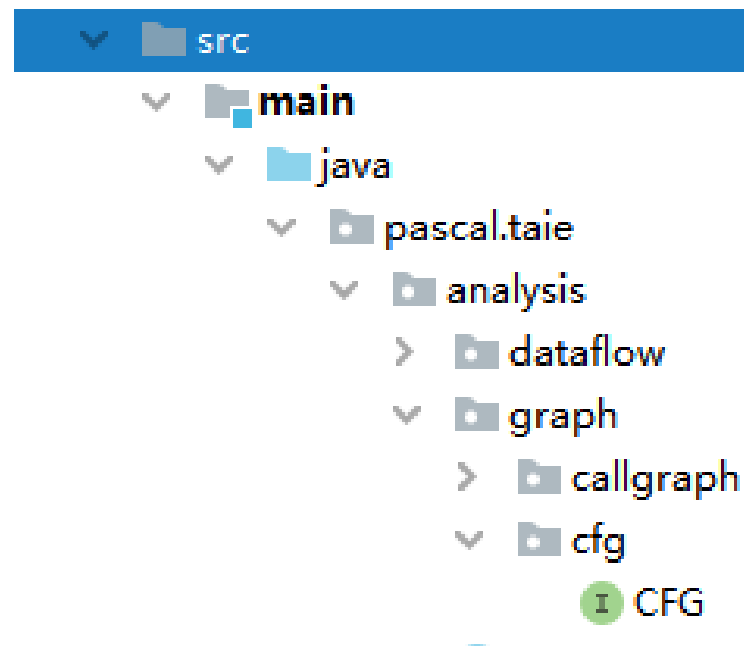 src
main
java
pascal.taie
analysis
dataflow
graph
callgraph
cfg
I CFG